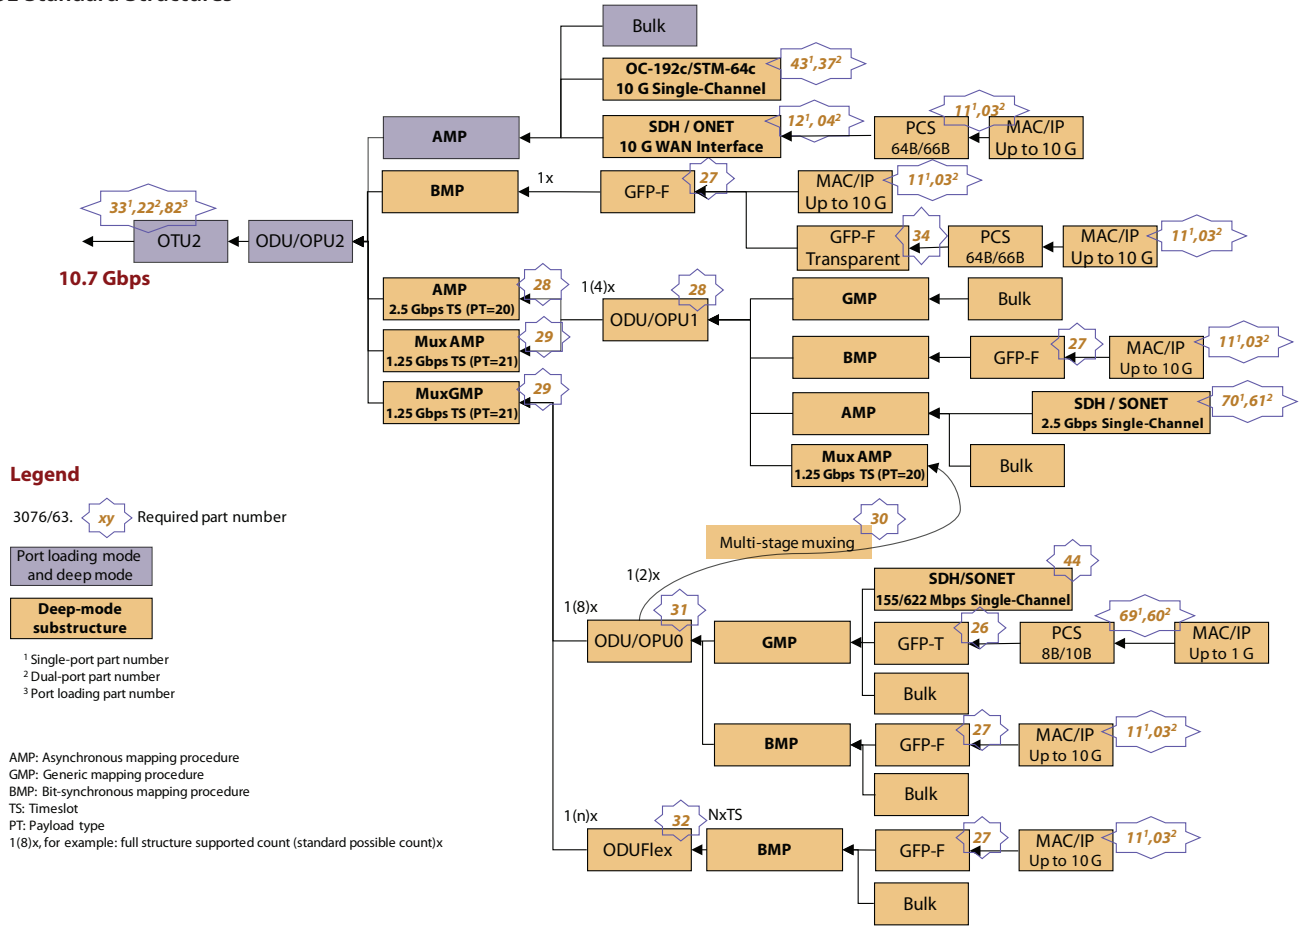 Bulk
OC-192c/STM-64c
10 G Single-Channel
43¹,37²
AMP
SDH / ONET
10 G WAN Interface
12¹, 04²
PCS
64B/66B
11¹,03²
MAC/IP
Up to 10 G
BMP
1x
GFP-F
27
MAC/IP
Up to 10 G
11¹,03²
33¹,22²,82³
OTU2
ODU/OPU2
10.7 Gbps
GFP-F
Transparent
34
PCS
64B/66B
MAC/IP
Up to 10 G
11¹,03²
AMP
2.5 Gbps TS (PT=20)
28
1(4)x
ODU/OPU1
28
GMP
Bulk
Mux AMP
1.25 Gbps TS (PT=21)
29
BMP
GFP-F
27
MAC/IP
Up to 10 G
11¹,03²
MuxGMP
1.25 Gbps TS (PT=21)
29
AMP
SDH / SONET
2.5 Gbps Single-Channel
70¹,61²
Mux AMP
1.25 Gbps TS (PT=20)
Bulk
Legend
3076/63.
xy
Required part number
Port loading mode
and deep mode
Deep-mode
substructure
¹ Single-port part number
² Dual-port part number
³ Port loading part number
30
Multi-stage muxing
1(2)x
1(8)x
ODU/OPU0
31
GMP
SDH/SONET
155/622 Mbps Single-Channel
44
GFP-T
26
PCS
8B/10B
69¹,60²
MAC/IP
Up to 1 G
Bulk
BMP
GFP-F
27
MAC/IP
Up to 10 G
11¹,03²
Bulk
AMP: Asynchronous mapping procedure
GMP: Generic mapping procedure
BMP: Bit-synchronous mapping procedure
TS: Timeslot
PT: Payload type
1(8)x, for example: full structure supported count (standard possible count)x
1(n)x
ODUFlex
32
NxTS
BMP
GFP-F
27
MAC/IP
Up to 10 G
11¹,03²
Bulk